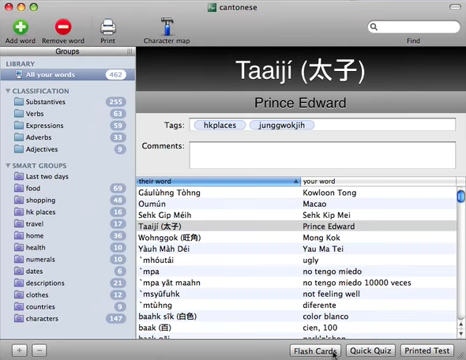 cantonese
Add word
Remove word
Print
Character map
Find
Groups
LIBRARY
All your words 462
CLASSIFICATION
Substantives 255
Verbs 63
Expressions 59
Adverbs 33
Adjectives 9
SMART GROUPS
Last two days
food 69
shopping 48
hk places 16
travel 17
home 36
health 10
numerals 10
dates 6
descriptions 21
clothes 12
countries 19
characters 147
Taaijí (太子)
Prince Edward
Tags: hkplaces junggwokjih
Comments:
their word your word
Gáulùhng Tòhng Kowloon Tong
Oumún Macao
Sehk Gip Méih Sehk Kip Mei
Taaijí (太子) Prince Edward
Wohnggok (旺角) Mong Kok
Yàuh Màh Déi Yau Ma Tei
`mhóutái ugly
`mpa no tengo miedo
`mpa yāt maahn no tengo 10000 veces
`msyūfuhk not feeling well
`mtùhng diferente
baahk sīk (白色) color blanco
baak (百) cien, 100
Flash Cards
Quick Quiz
Printed Test